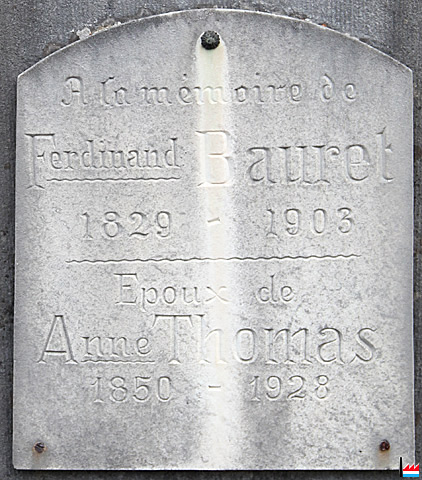 A la mémoire de
Ferdinand Bauret
1829 - 1903
Epoux de
Anne Thomas
1850 - 1928